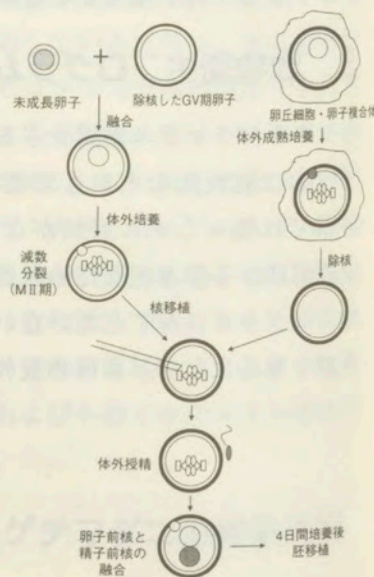 +
未成長卵子
除核したGV期卵子
卵丘細胞・卵子複合体
融合
体外成熟培養
体外培養
減数
分裂
(MⅡ期)
除核
核移植
体外授精
卵子前核と
精子前核の
融合
4日間培養後
胚移植